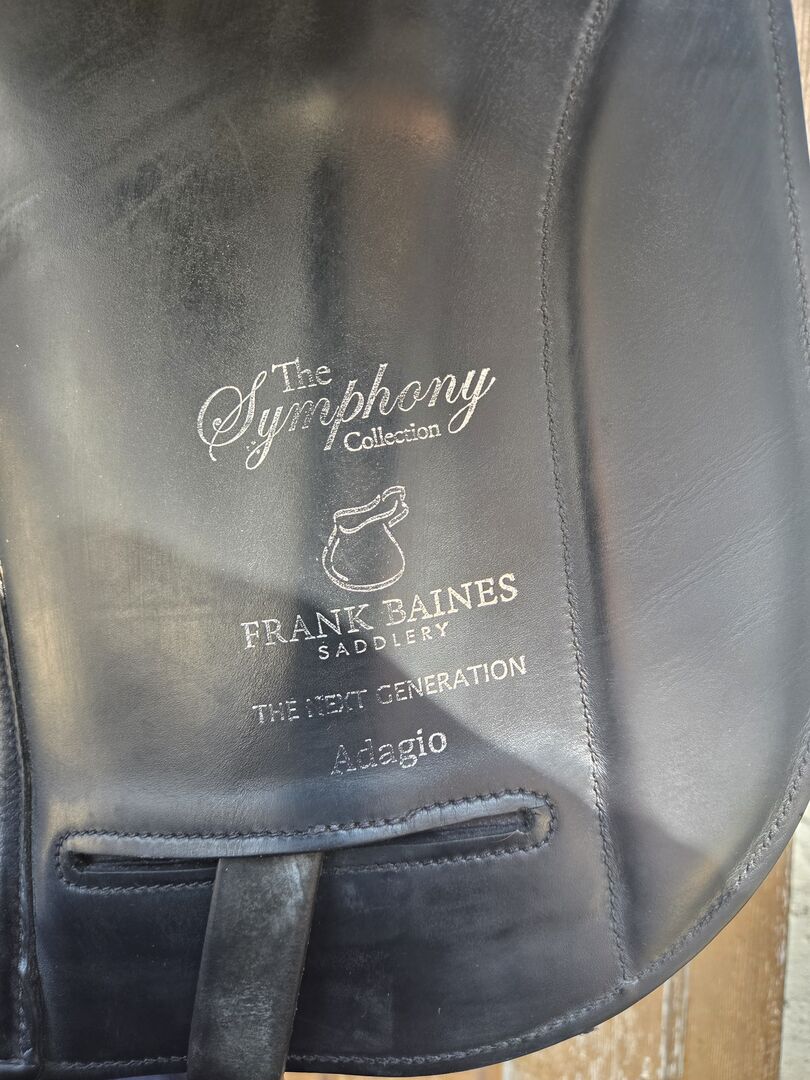 The
Symphony
Collection
FRANK BAINES
SADDLERY
THE NEXT GENERATION
Adagio